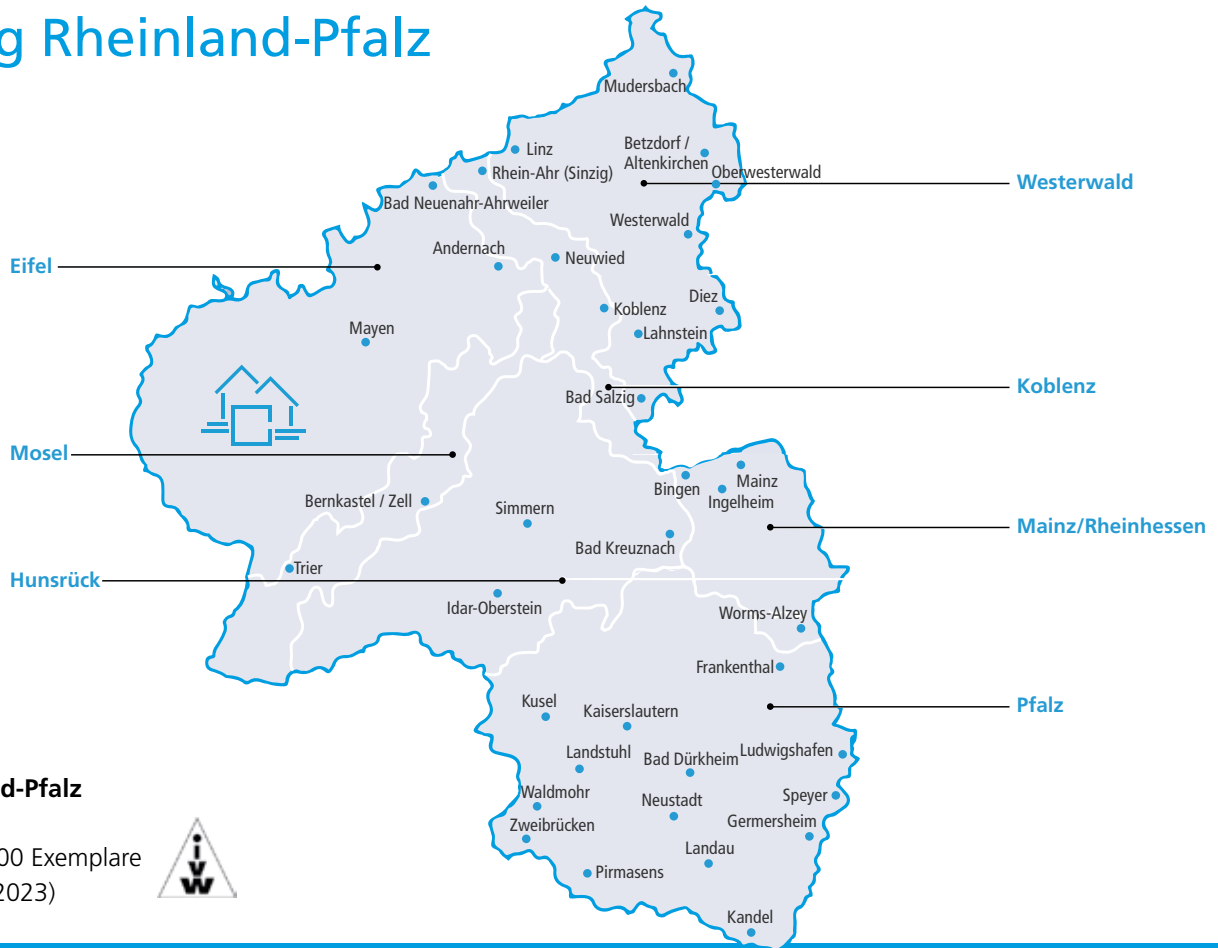 g Rheinland-Pfalz
Mudersbach
Betzdorf /
Altenkirchen
Oberwesterwald
Westerwald
Linz
Rhein-Ahr (Sinzig)
Bad Neuenahr-Ahrweiler
Westerwald
Andernach
Neuwied
Eifel
Koblenz
Diez
Lahnstein
Mayen
Koblenz
Bad Salzig
Mosel
Bingen
Mainz
Ingelheim
Bernkastel / Zell
Simmern
Mainz/Rheinhessen
Bad Kreuznach
Trier
Hunsrück
Idar-Oberstein
Worms-Alzey
Frankenthal
Pfalz
Kusel
Kaiserslautern
Landstuhl
Bad Dürkheim
Ludwigshafen
Waldmohr
Neustadt
Speyer
Zweibrücken
Germersheim
Landau
Pirmasens
Kandel
d-Pfalz
00 Exemplare
2023)
ivw